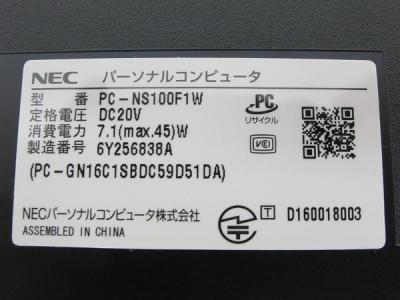 NEC パーソナルコンピュータ
型番 PC-NS100F1W
定格電圧 DC20V
消費電力 7.1(max.45)W
製造番号 6Y256838A
(PC-GN16C1SBDC59D51DA)
PC
リサイクル
VCI
NECパーソナルコンピュータ株式会社
ASSEMBLED IN CHINA
T D160018003